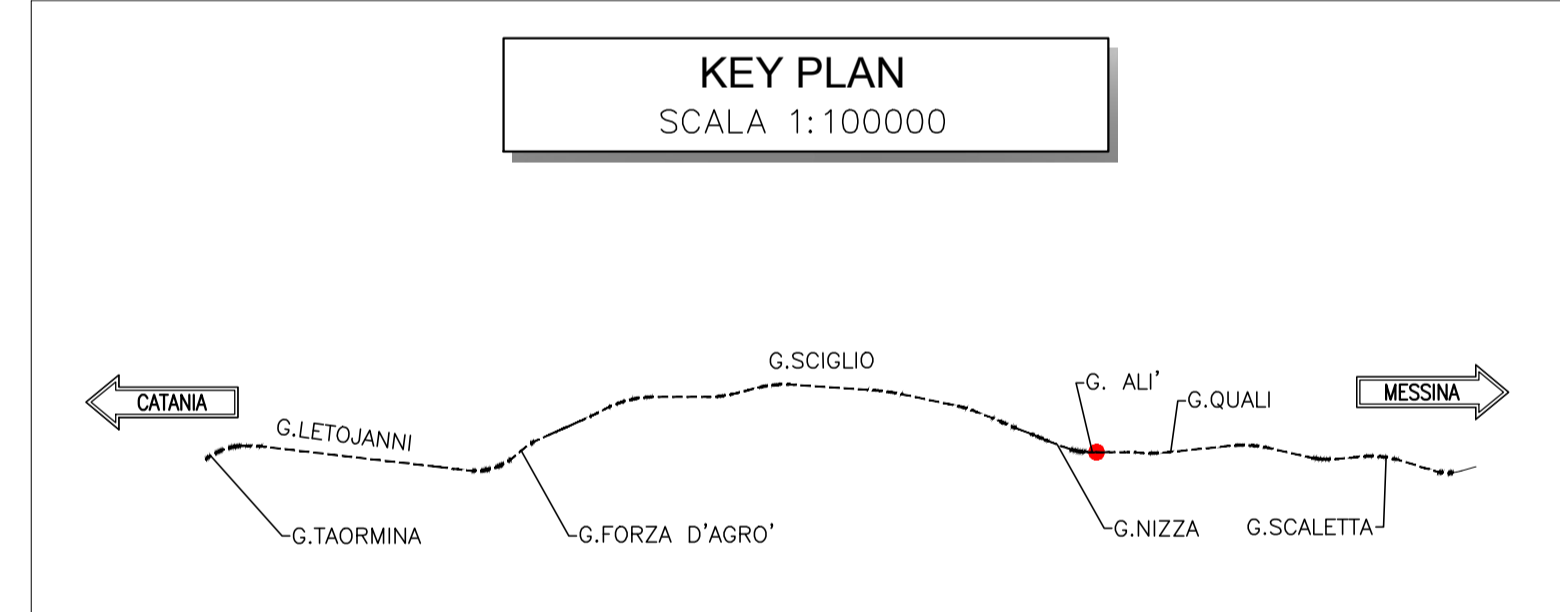 KEY PLAN
SCALA 1:100000
G.SCIGLIO
G. ALI'
G.QUALI
CATANIA
MESSINA
G.LETOJANNI
G.TAORMINA
G.FORZA D'AGRO'
G.NIZZA
G.SCALETTA